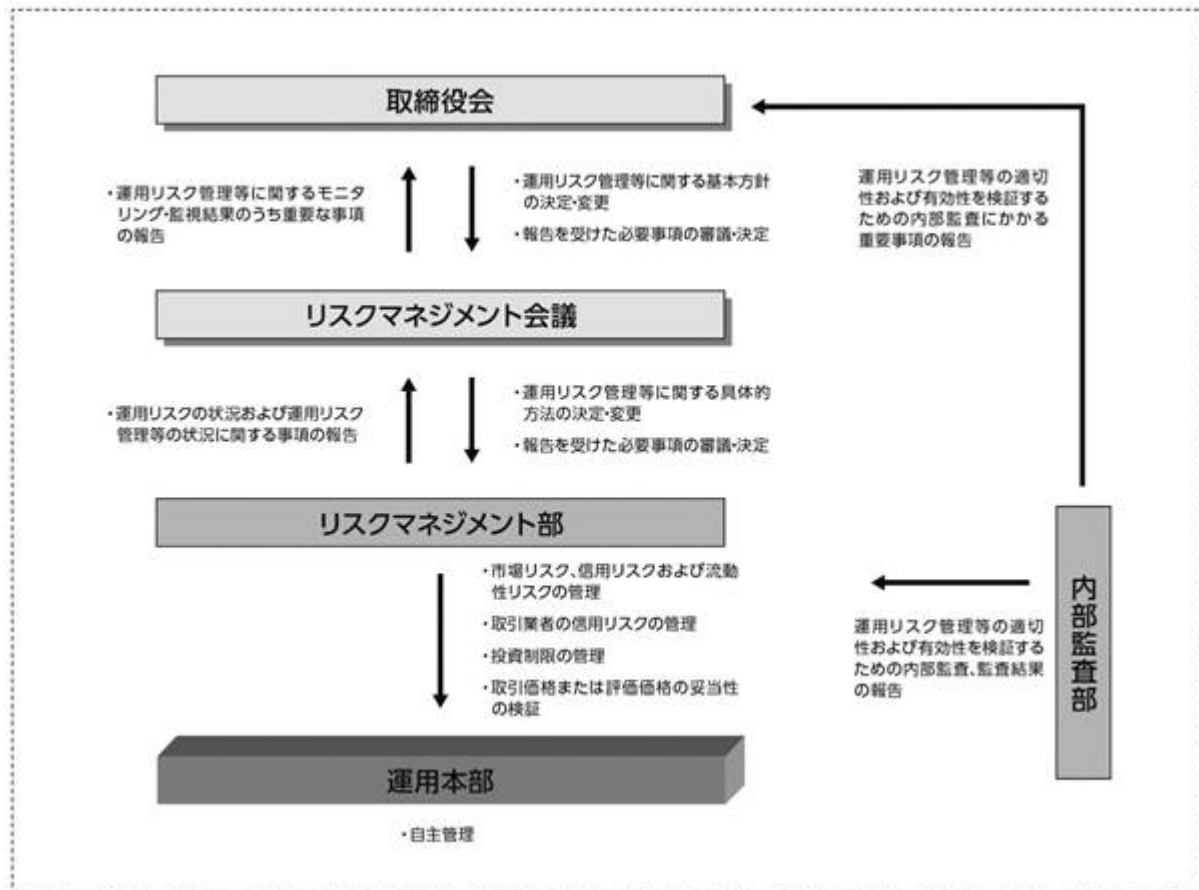 取締役会
・運用リスク管理等に関するモニタ
リング・監視結果のうち重要な事項
の報告
・運用リスク管理等に関する基本方針
の決定・変更
・報告を受けた必要事項の審議・決定
運用リスク管理等の適切
性および有効性を検証する
ための内部監査にかかる
重要事項の報告
リスクマネジメント会議
・運用リスクの状況および運用リスク
管理等の状況に関する事項の報告
・運用リスク管理等に関する具体的
方法の決定・変更
・報告を受けた必要事項の審議・決定
リスクマネジメント部
・市場リスク、信用リスクおよび流動
性リスクの管理
・取引業者の信用リスクの管理
・投資制限の管理
・取引価格または評価価格の妥当性
の検証
運用リスク管理等の適切
性および有効性を検証する
ための内部監査、監査結果
の報告
内部監査部
運用本部
・自主管理